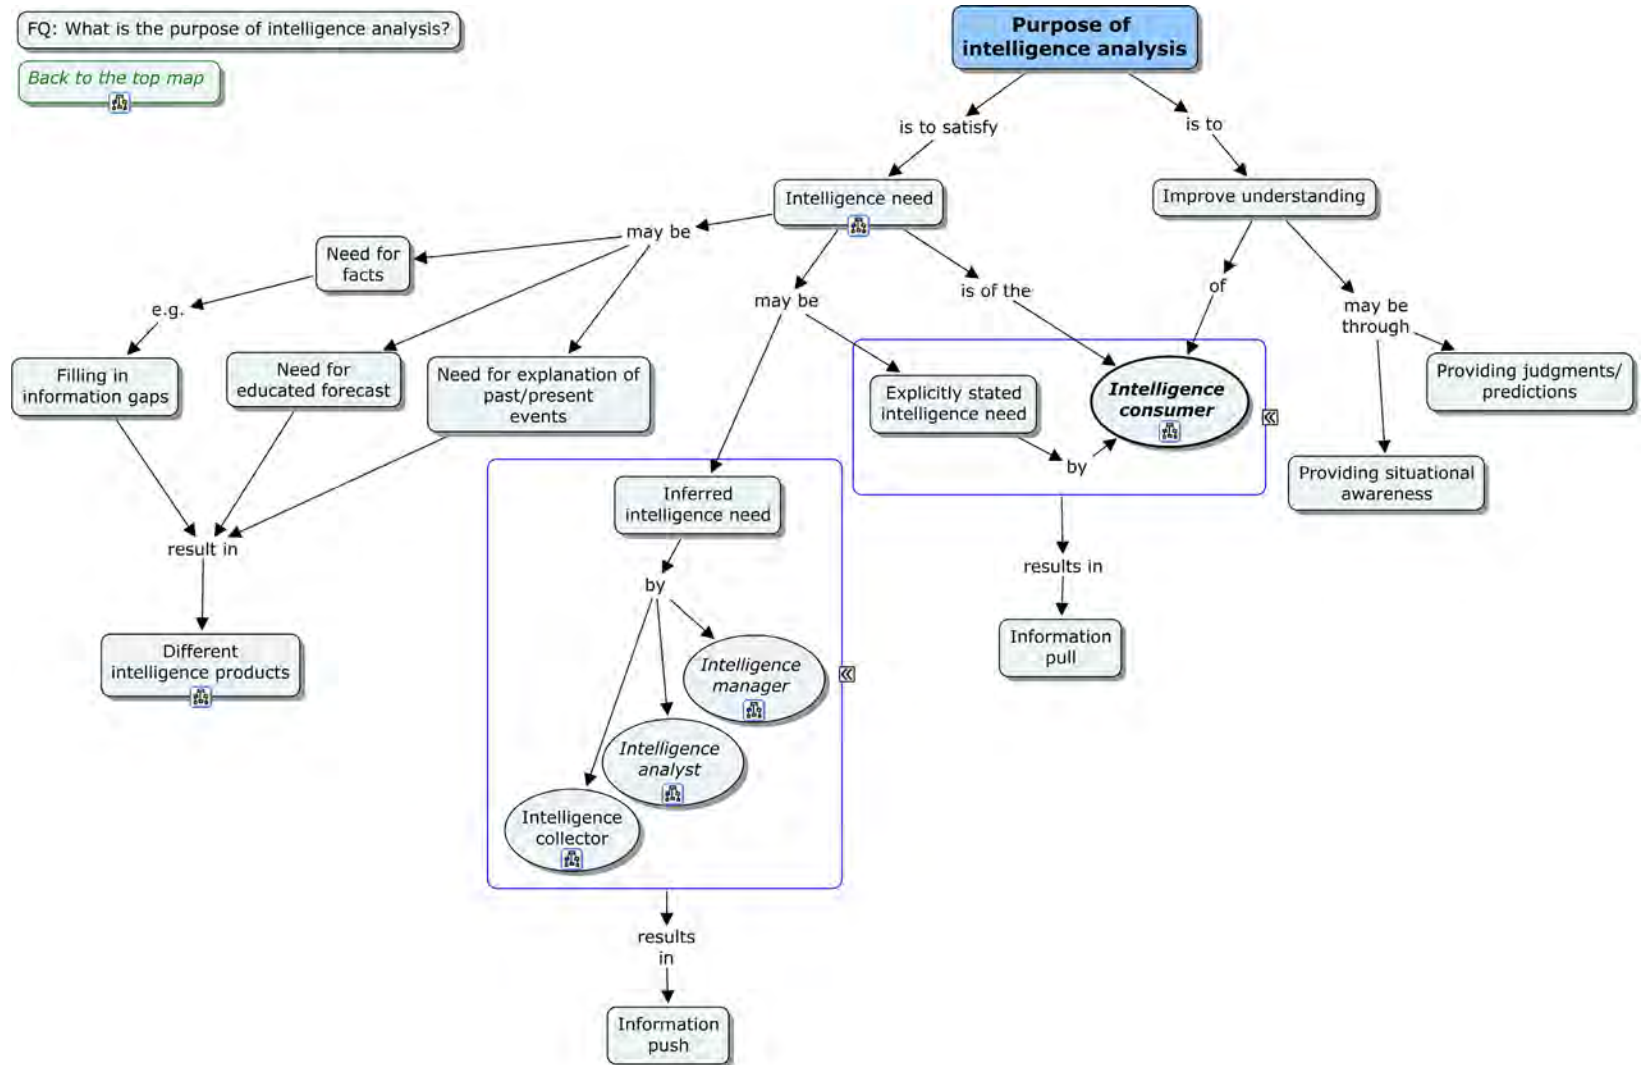 FQ: What is the purpose of intelligence analysis?
Back to the top map
Purpose of
intelligence analysis
is to satisfy
is to
Intelligence need
Improve understanding
may be
Need for
facts
e.g.
may be
is of the
of
may be
through
Filling in
information gaps
Need for
educated forecast
Need for explanation of
past/present
events
Explicitly stated
intelligence need
Intelligence
consumer
Providing judgments/
predictions
by
Providing situational
awareness
Inferred
intelligence need
result in
results in
by
Different
intelligence products
Information
pull
Intelligence
manager
Intelligence
analyst
Intelligence
collector
results
in
Information
push